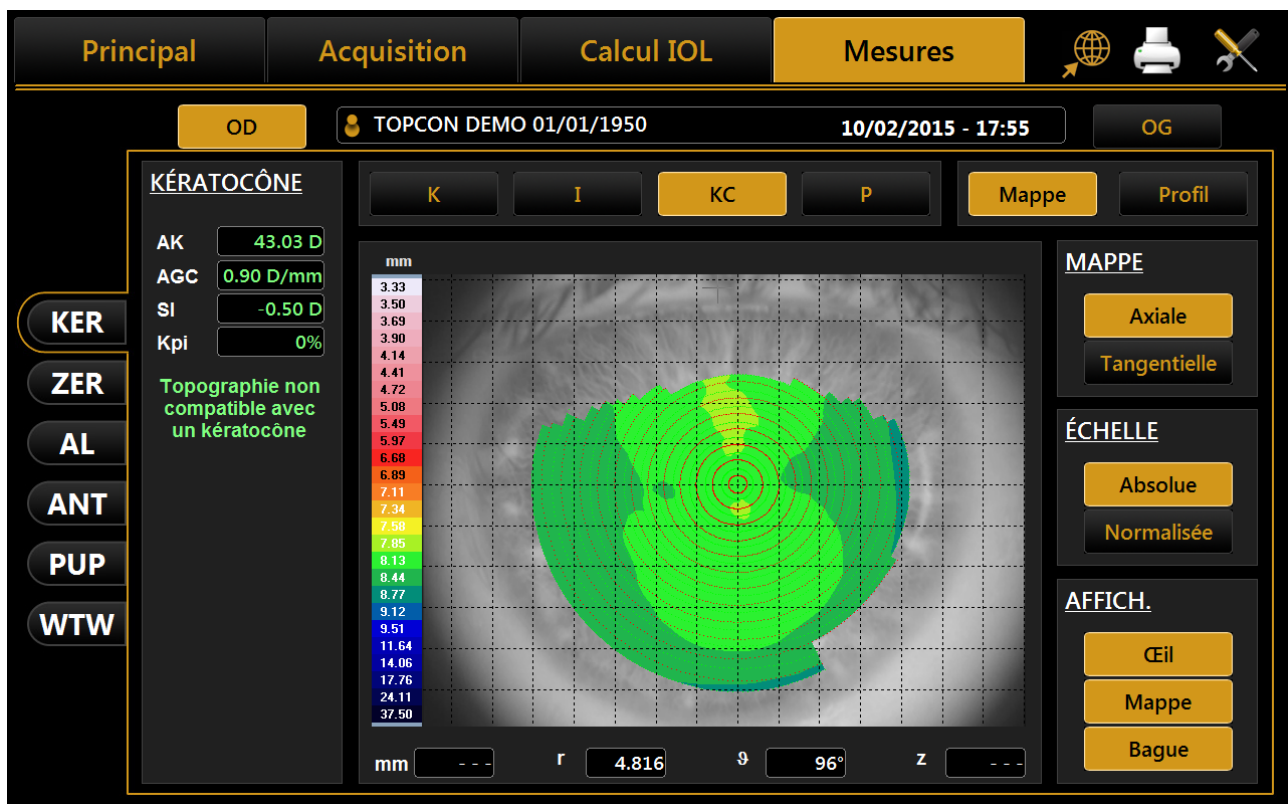 Principal
Acquisition
Calcul IOL
Mesures
OD
TOPCON DEMO 01/01/1950
10/02/2015 - 17:55
OG
KER
ZER
AL
ANT
PUP
WTW
KÉRATOCÔNE
AK 43.03 D
AGC 0.90 D/mm
SI -0.50 D
Kpi 0%
Topographie non
compatible avec
un kératocône
K
I
KC
P
Mappe
Profil
mm
3.33
3.50
3.69
3.90
4.14
4.41
4.72
5.08
5.49
5.97
6.68
6.89
7.11
7.34
7.58
7.85
8.13
8.44
8.77
9.12
9.51
11.64
14.06
17.76
24.11
37.50
mm - - -
r 4.816
ϑ 96°
z - - -
MAPPE
Axiale
Tangentielle
ÉCHELLE
Absolue
Normalisée
AFFICH.
Œil
Mappe
Bague